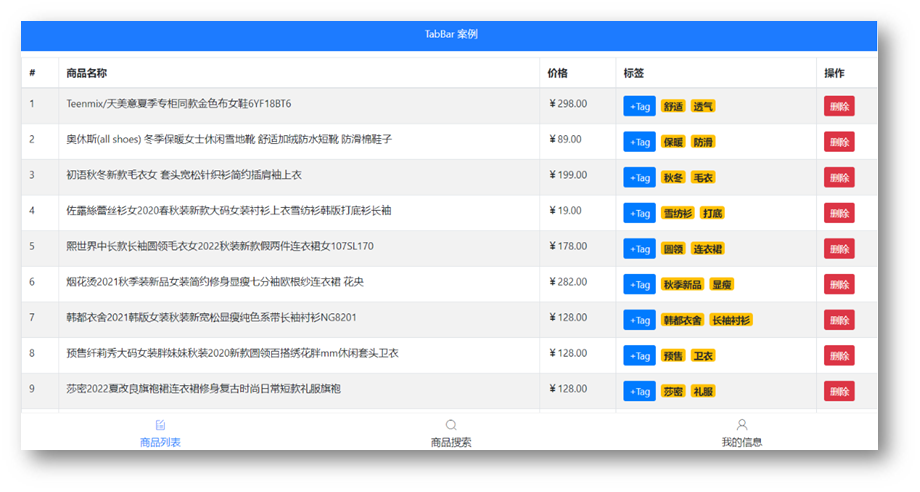 TabBar 案例
# 商品名称 价格 标签 操作
1 Teenmix/天美意夏季专柜同款金色布女鞋6YF18BT6 ¥ 298.00 +Tag 舒适 透气 删除
2 奥休斯(all shoes) 冬季保暖女士休闲雪地靴 舒适加绒防水短靴 防滑棉鞋子 ¥ 89.00 +Tag 保暖 防滑 删除
3 初语秋冬新款毛衣女 套头宽松针织衫简约插肩袖上衣 ¥ 199.00 +Tag 秋冬 毛衣 删除
4 佐露絲蕾丝衫女2020春秋装新款大码女装衬衫上衣雪纺衫韩版打底衫长袖 ¥ 19.00 +Tag 雪纺衫 打底 删除
5 熙世界中长款长袖圆领毛衣女2022秋装新款假两件连衣裙女107SL170 ¥ 178.00 +Tag 圆领 连衣裙 删除
6 烟花烫2021秋季装新品女装简约修身显瘦七分袖欧根纱连衣裙 花央 ¥ 282.00 +Tag 秋季新品 显瘦 删除
7 韩都衣舍2021韩版女装秋装新宽松显瘦纯色系带长袖衬衫NG8201 ¥ 128.00 +Tag 韩都衣舍 长袖衬衫 删除
8 预售纤莉秀大码女装胖妹妹秋装2020新款圆领百搭绣花胖mm休闲套头卫衣 ¥ 128.00 +Tag 预售 卫衣 删除
9 莎密2022夏改良旗袍裙连衣裙修身复古时尚日常短款礼服旗袍 ¥ 128.00 +Tag 莎密 礼服 删除
商品列表 商品搜索 我的信息